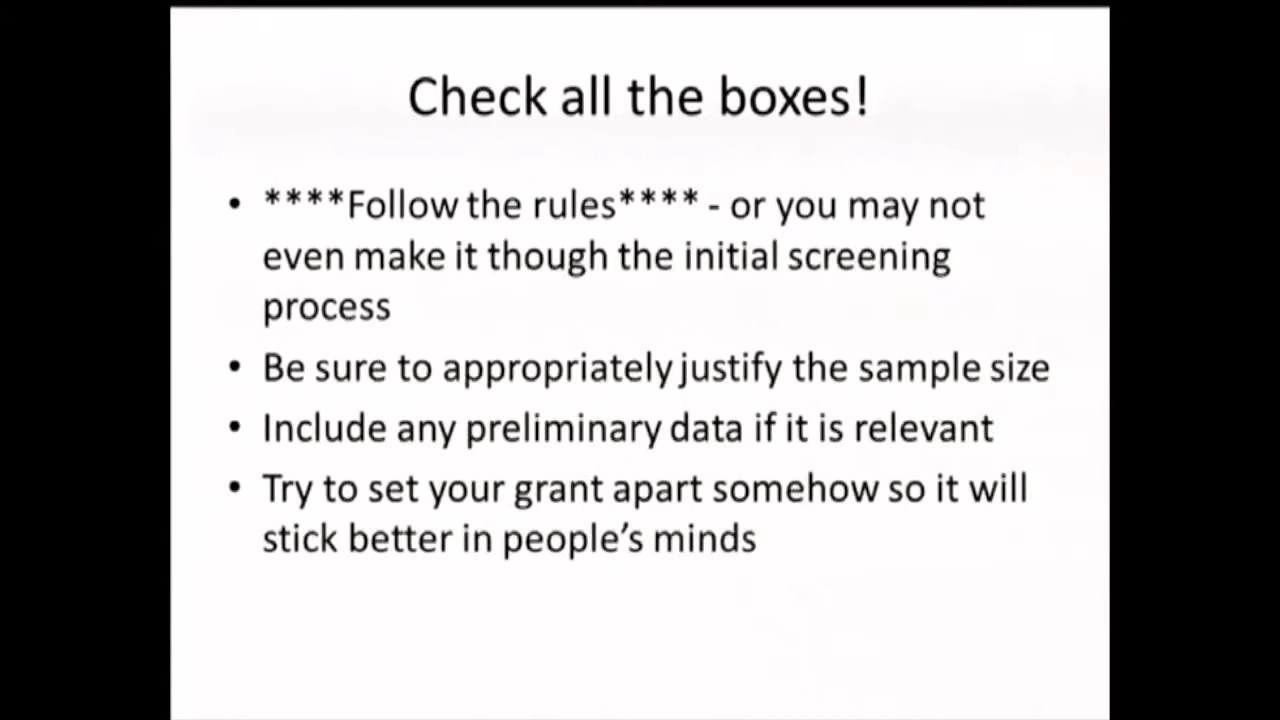 Check all the boxes!
• ****Follow the rules**** - or you may not
even make it though the initial screening
process
• Be sure to appropriately justify the sample size
• Include any preliminary data if it is relevant
• Try to set your grant apart somehow so it will
stick better in people’s minds